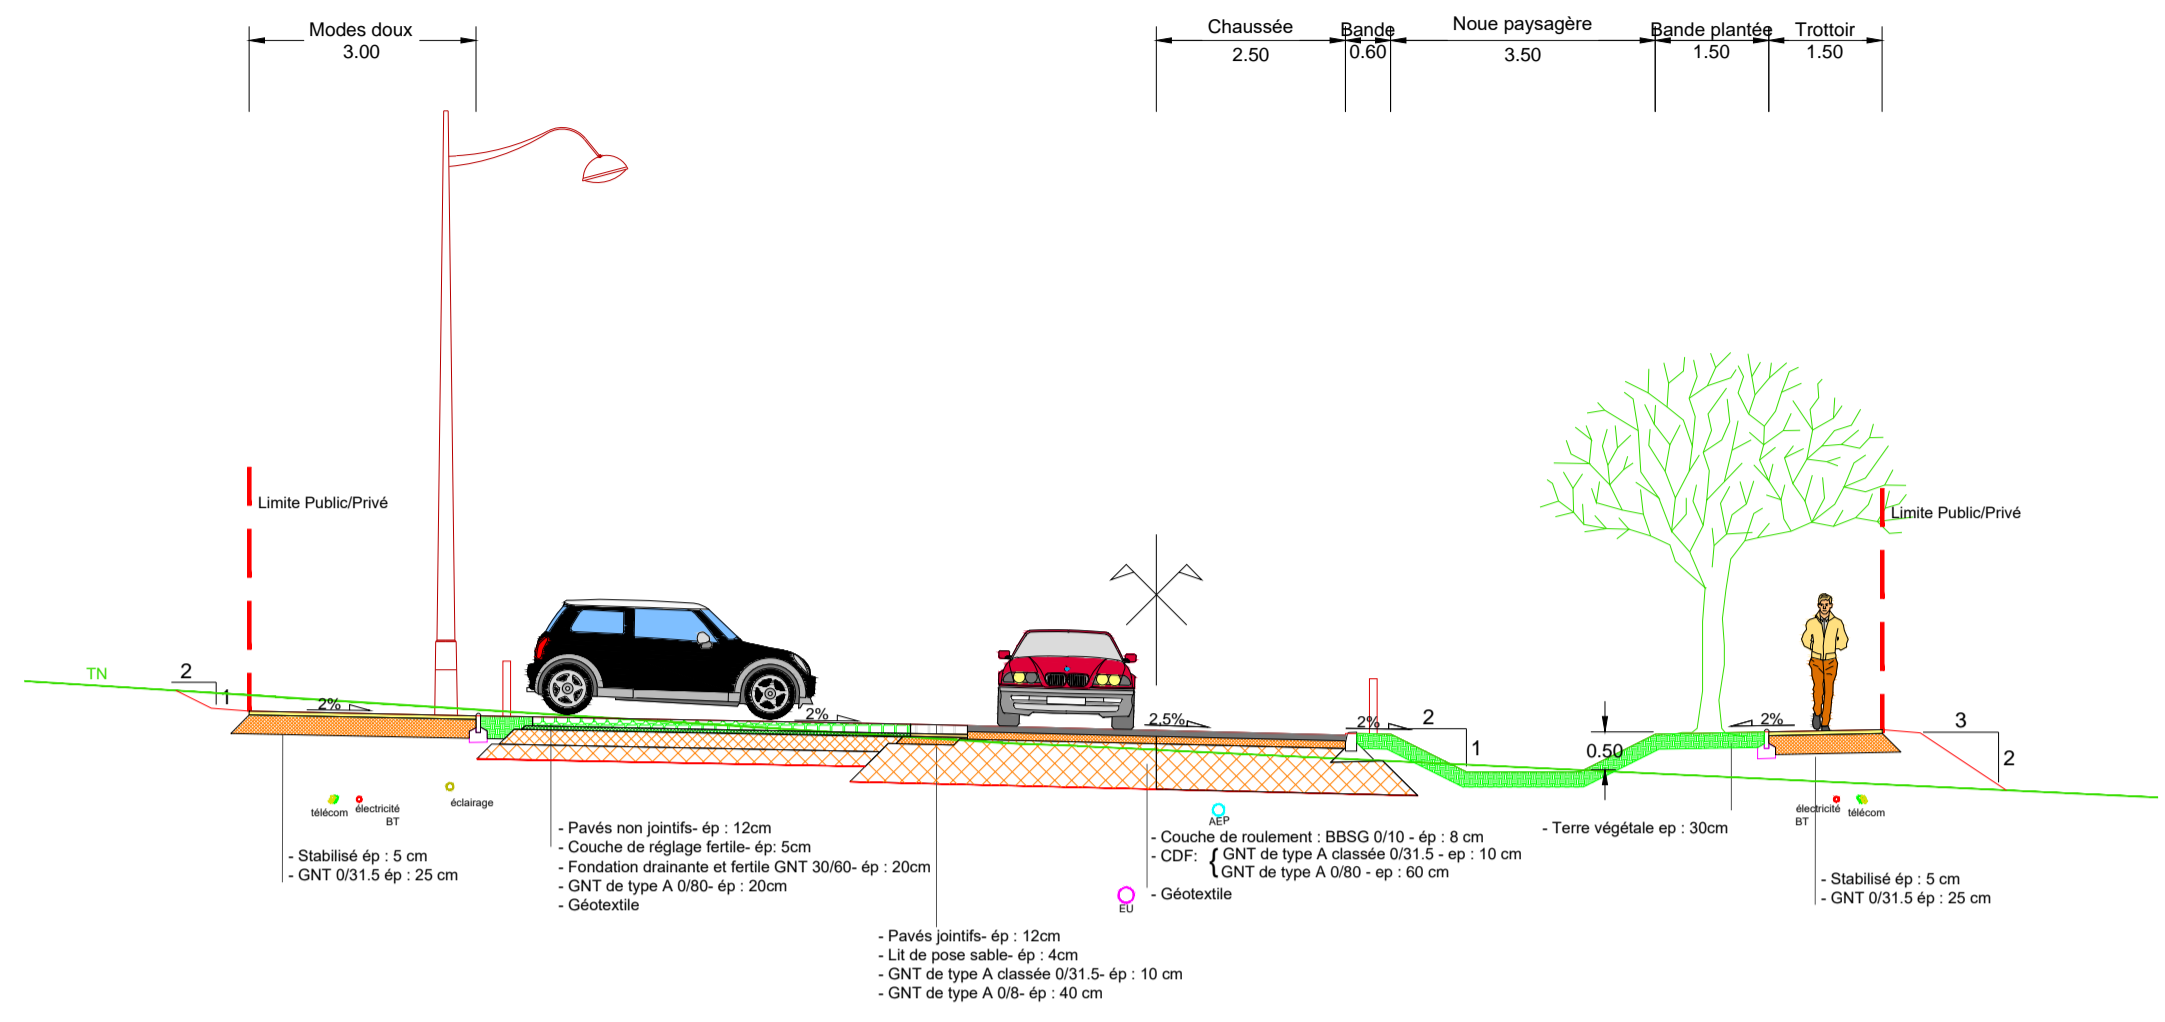 Modes doux
3.00
Chaussée
2.50
Bande
0.60
Noue paysagère
3.50
Bande plantée
1.50
Trottoir
1.50
Limite Public/Privé
Limite Public/Privé
TN
2
1
2%
2%
2.5%
2%
2
1
0.50
2%
3
2
télécom
électricité
BT
éclairage
AEP
EU
électricité
BT
télécom
- Stabilisé ép : 5 cm
- GNT 0/31.5 ép : 25 cm
- Pavés non jointifs- ép : 12cm
- Couche de réglage fertile- ép: 5cm
- Fondation drainante et fertile GNT 30/60- ép : 20cm
- GNT de type A 0/80- ép : 20cm
- Géotextile
- Pavés jointifs- ép : 12cm
- Lit de pose sable- ép : 4cm
- GNT de type A classée 0/31.5- ép : 10 cm
- GNT de type A 0/8- ép : 40 cm
- Couche de roulement : BBSG 0/10 - ép : 8 cm
- CDF: { GNT de type A classée 0/31.5 - ep : 10 cm
GNT de type A 0/80 - ep : 60 cm
- Géotextile
- Terre végétale ep : 30cm
- Stabilisé ép : 5 cm
- GNT 0/31.5 ép : 25 cm